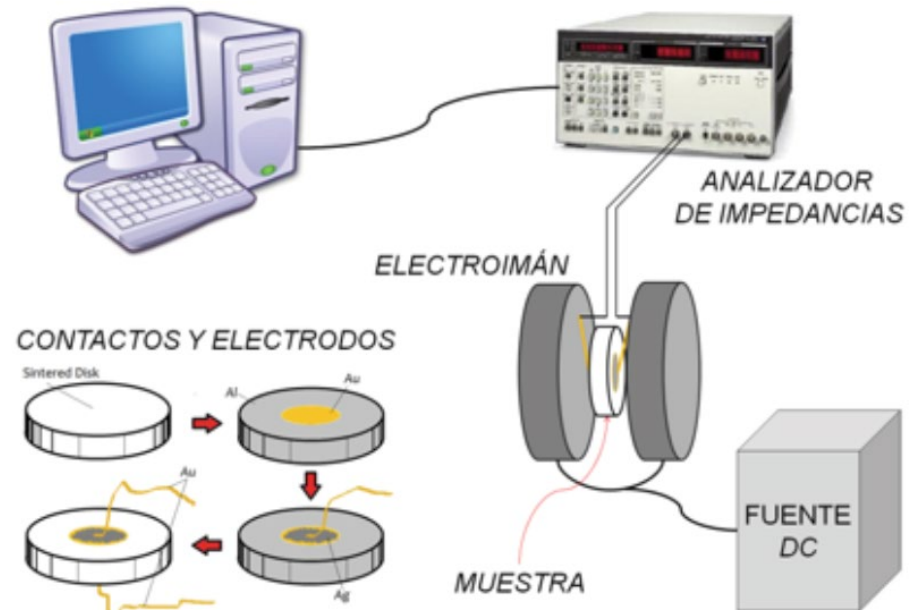 ANALIZADOR
DE IMPEDANCIAS
ELECTROIMÁN
CONTACTOS Y ELECTRODOS
Sintered Disk
Al
Au
Au
Ag
MUESTRA
FUENTE
DC